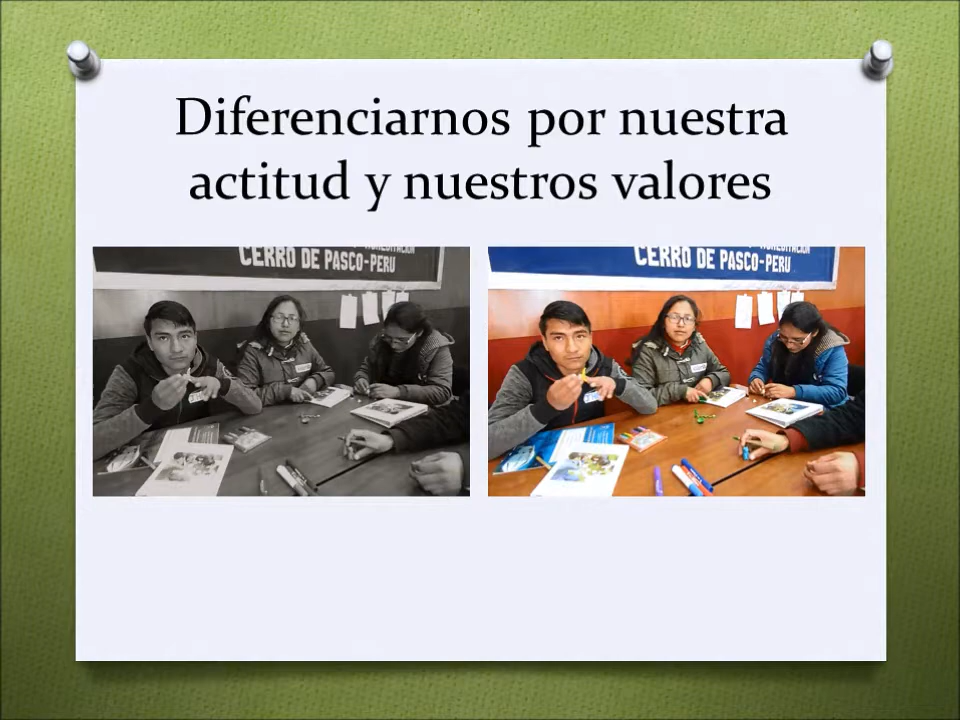 Diferenciarnos por nuestra
actitud y nuestros valores
CERRO DE PASCO-PERU
CERRO DE PASCO-PERU